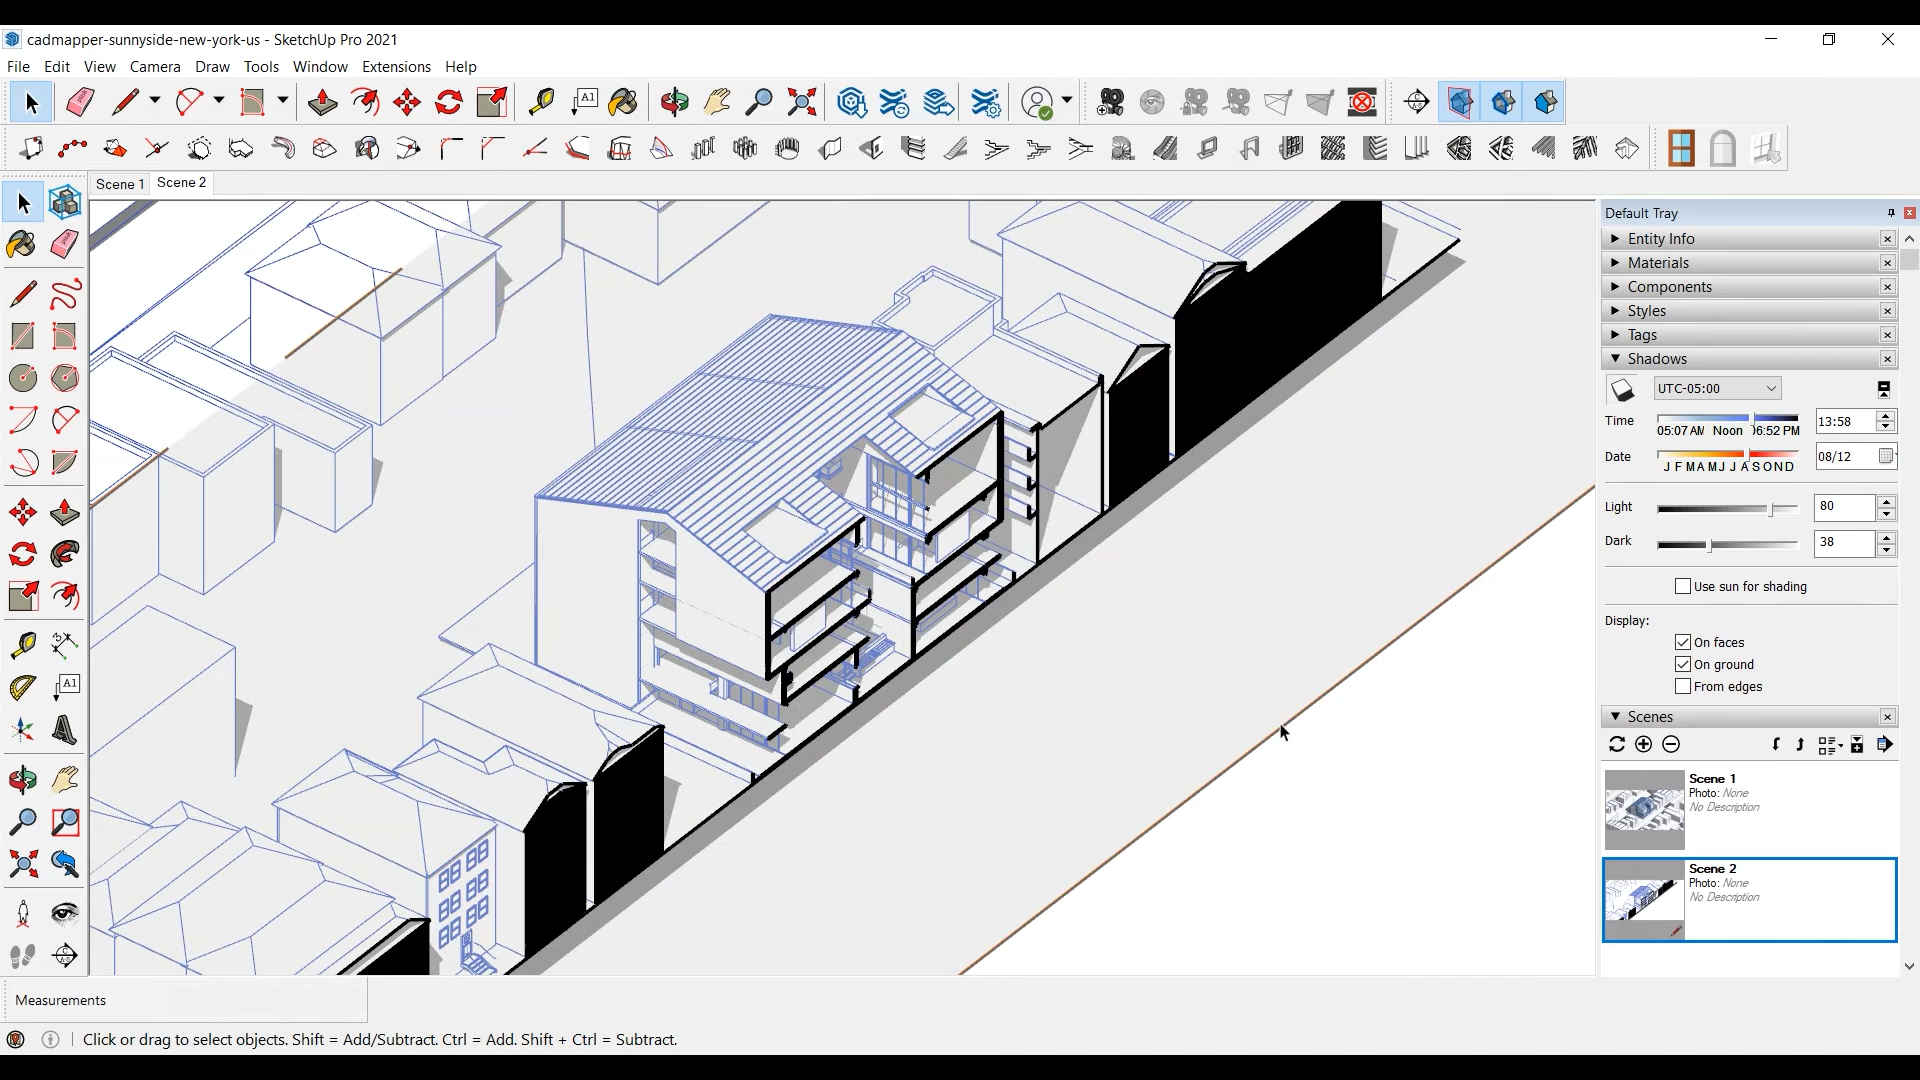 cadmapper-sunnyside-new-york-us - SketchUp Pro 2021
File Edit View Camera Draw Tools Window Extensions Help
A1
Scene 1 Scene 2
Default Tray
Entity Info
Materials
Components
Styles
Tags
Shadows
UTC-05:00
Time 13:58
05:07 AM Noon 06:52 PM
Date 08/12
J F M A M J J A S O N D
Light 80
Dark 38
Use sun for shading
Display:
On faces
On ground
From edges
Scenes
Scene 1
Photo: None
No Description
Scene 2
Photo: None
No Description
A1
Measurements
Click or drag to select objects. Shift = Add/Subtract. Ctrl = Add. Shift + Ctrl = Subtract.